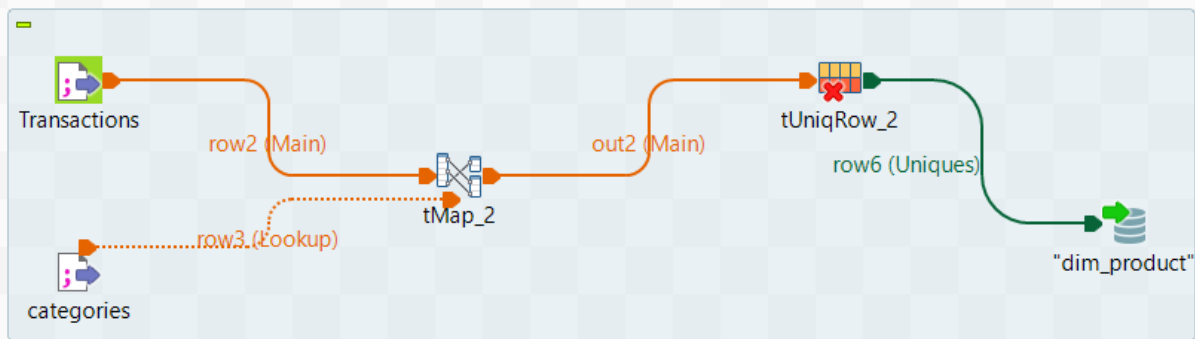 Transactions
tUniqRow_2
row2 (Main)
out2 (Main)
row6 (Uniques)
tMap_2
row3 (Lookup)
"dim_product"
categories